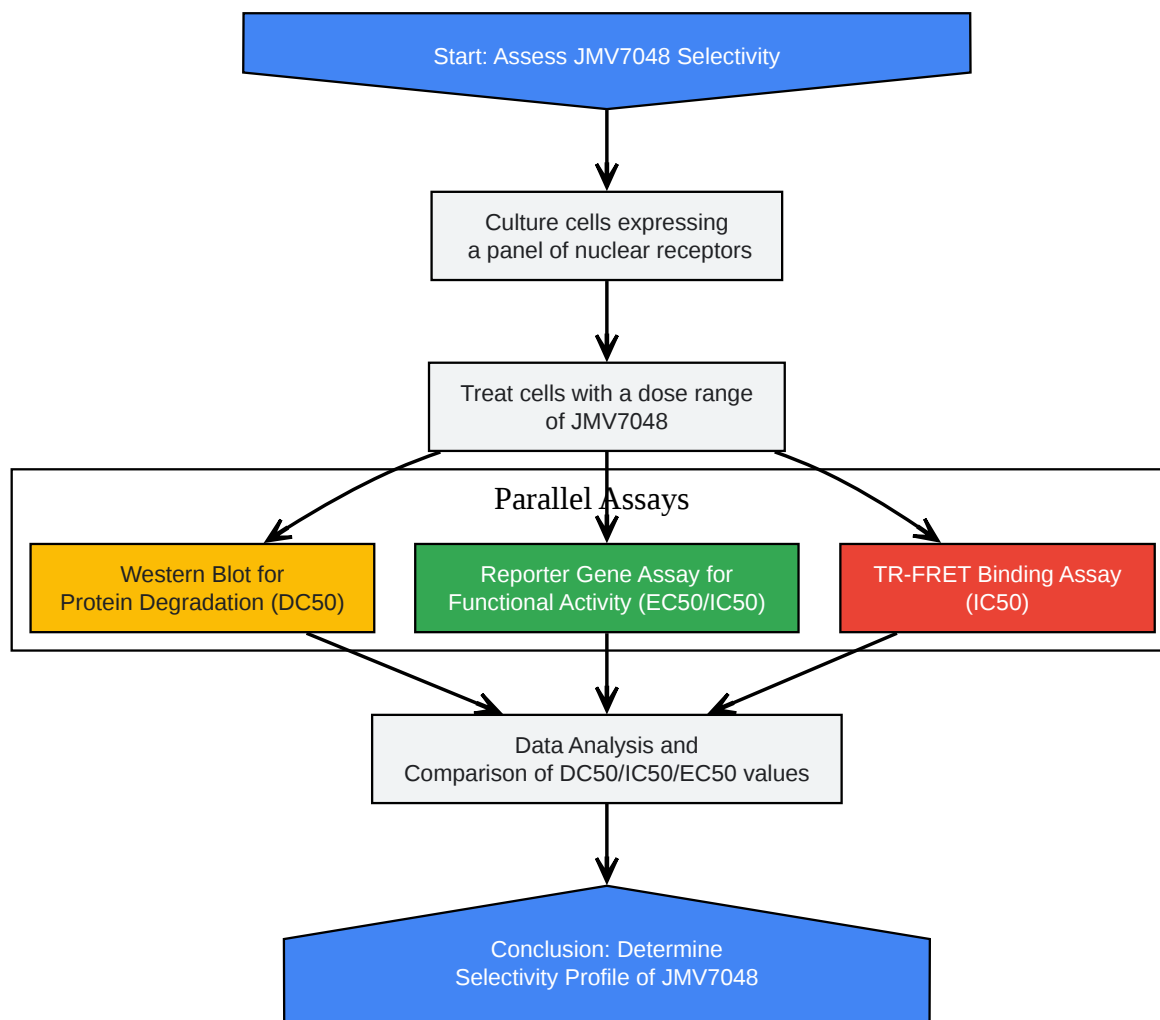 Start: Assess JMV7048 Selectivity
Culture cells expressing
a panel of nuclear receptors
Treat cells with a dose range
of JMV7048
Parallel Assays
Western Blot for
Protein Degradation (DC50)
Reporter Gene Assay for
Functional Activity (EC50/IC50)
TR-FRET Binding Assay
(IC50)
Data Analysis and
Comparison of DC50/IC50/EC50 values
Conclusion: Determine
Selectivity Profile of JMV7048